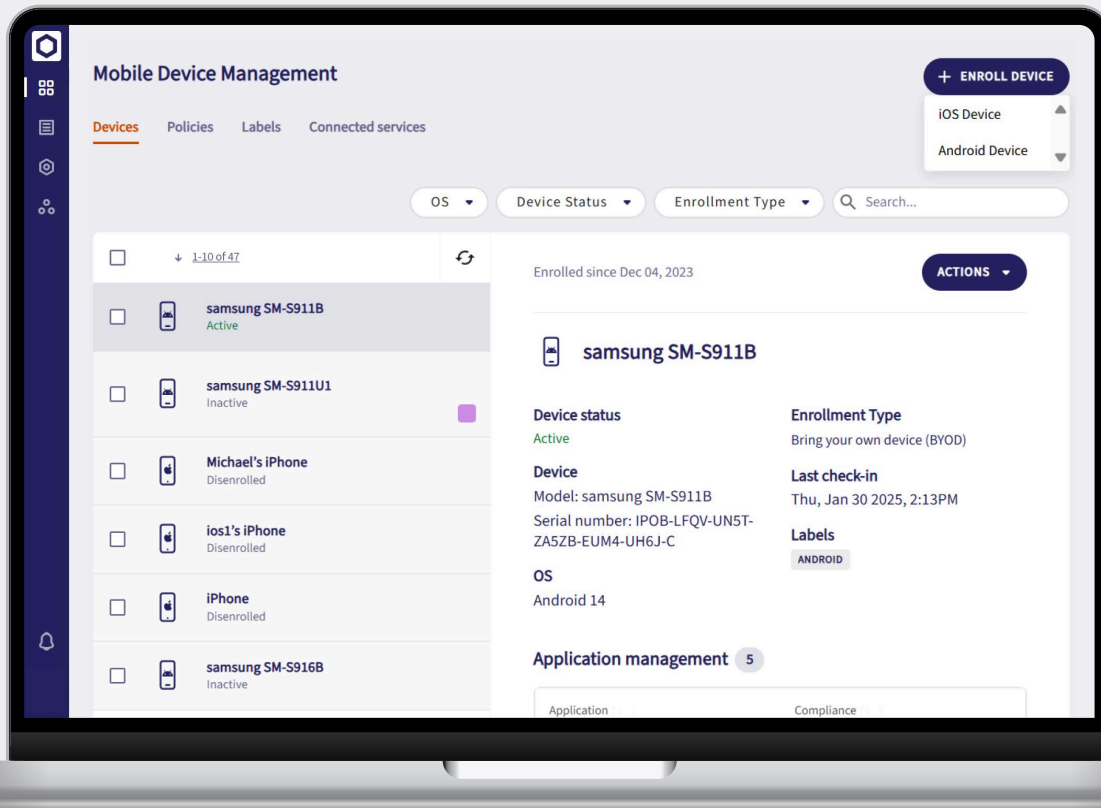 Mobile Device Management
+ ENROLL DEVICE
iOS Device
Android Device
Devices Policies Labels Connected services
OS Device Status Enrollment Type Search...
1-10 of 47
samsung SM-S911B
Active
samsung SM-S911U1
Inactive
Michael's iPhone
Disenrolled
ios1's iPhone
Disenrolled
iPhone
Disenrolled
samsung SM-S916B
Inactive
Enrolled since Dec 04, 2023
ACTIONS
samsung SM-S911B
Device status
Active
Device
Model: samsung SM-S911B
Serial number: IPOB-LFQV-UN5T-
ZA5ZB-EUM4-UH6J-C
OS
Android 14
Enrollment Type
Bring your own device (BYOD)
Last check-in
Thu, Jan 30 2025, 2:13PM
Labels
ANDROID
Application management 5
Application Compliance